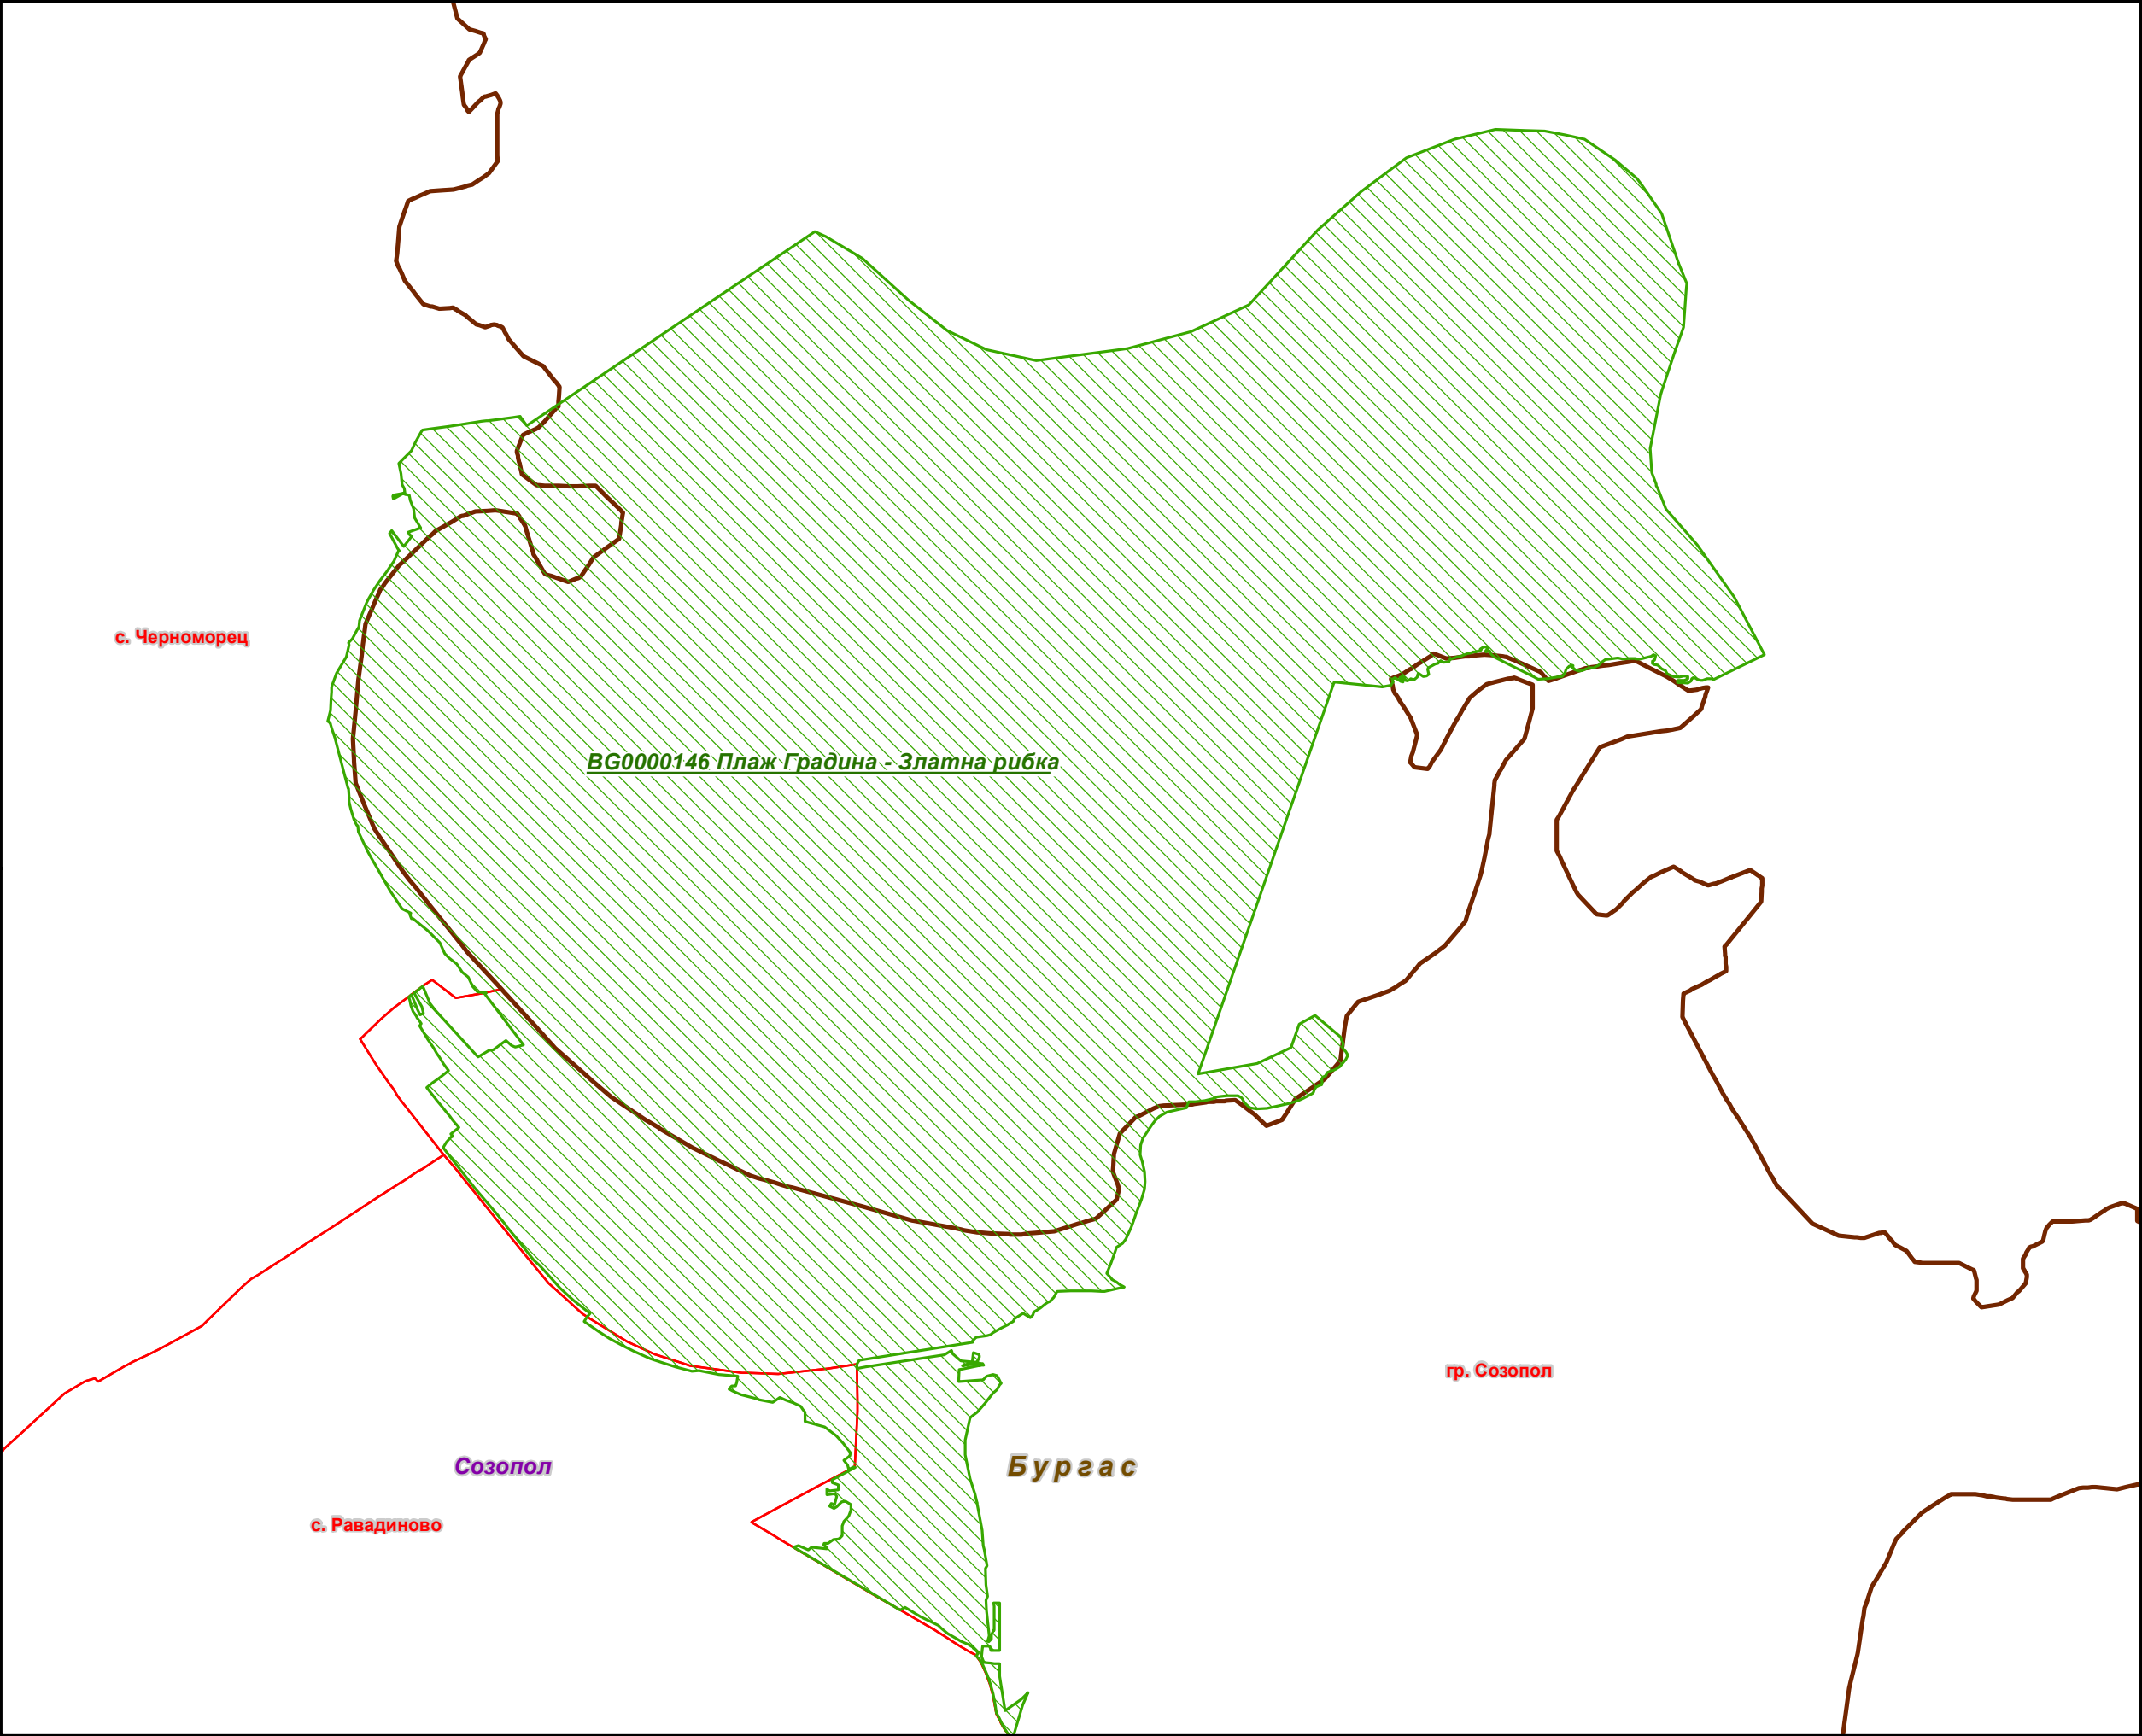 с. Черноморец
BG0000146 Плаж Градина - Златна рибка
гр. Созопол
Созопол
Бургас
с. Равадиново